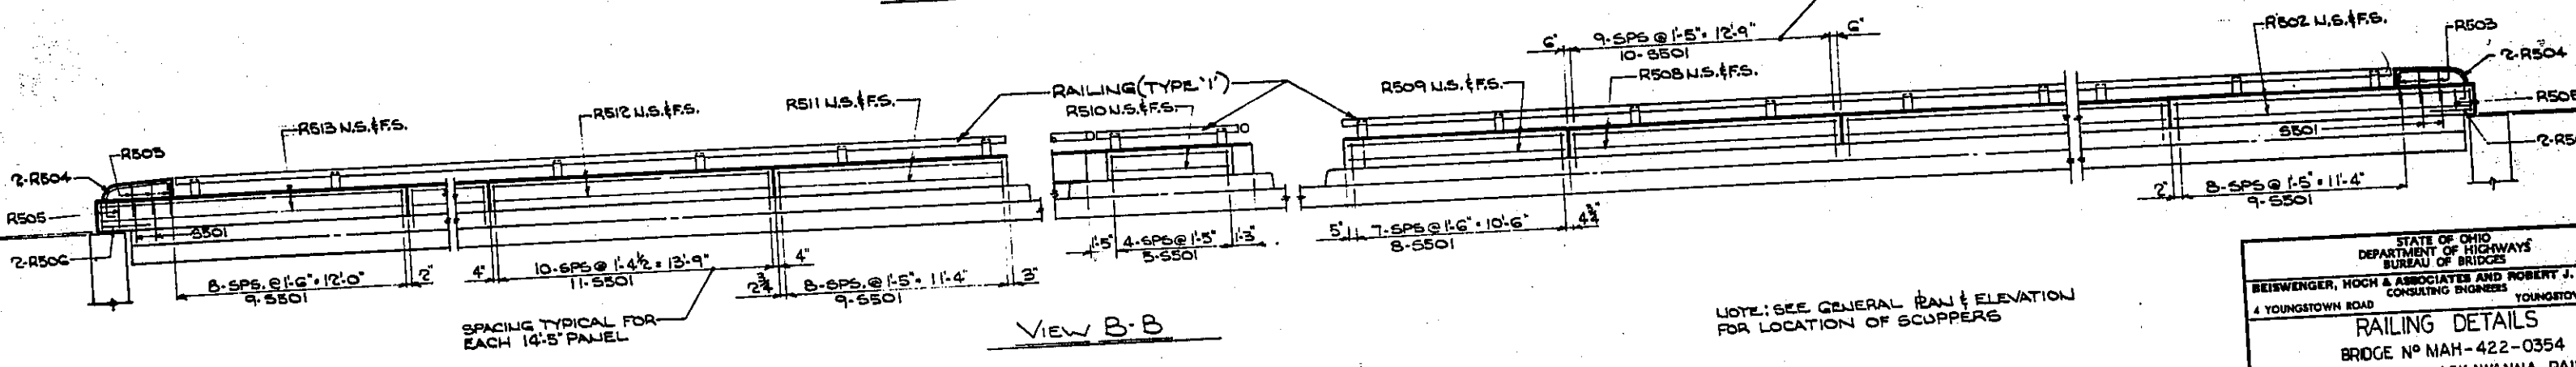 6"
9-SPS @ 1'-5" = 12'-9"
6"
10-S501
R502 N.S.&F.S.
R503
2-R504
R505
R509 N.S.&F.S.
R508 N.S.&F.S.
RAILING (TYPE '1')
R510 N.S.&F.S.
R511 N.S.&F.S.
R512 N.S.&F.S.
R513 N.S.&F.S.
R503
2-R504
R505
2-R506
S501
S501
8-SPS. @ 1'-6" = 12'-0"
9-S501
2"
4"
10-SPS @ 1'-4½ = 13'-9"
11-S501
2¾
4"
8-SPS. @ 1'-5" = 11'-4"
9-S501
3"
1'-5"
4-SPS @ 1'-5"
5-S501
1'-3"
5"
7-SPS @ 1'-6" = 10'-6"
8-S501
4¾"
2"
8-SPS @ 1'-5" = 11'-4"
9-S501
SPACING TYPICAL FOR
EACH 14'-5" PANEL
VIEW B-B
NOTE: SEE GENERAL PLAN & ELEVATION
FOR LOCATION OF SCUPPERS
STATE OF OHIO
DEPARTMENT OF HIGHWAYS
BUREAU OF BRIDGES
BEISWENGER, HOCH & ASSOCIATES AND ROBERT J.
CONSULTING ENGINEERS
4 YOUNGSTOWN ROAD
RAILING DETAILS
BRIDGE Nº MAH-422-0354